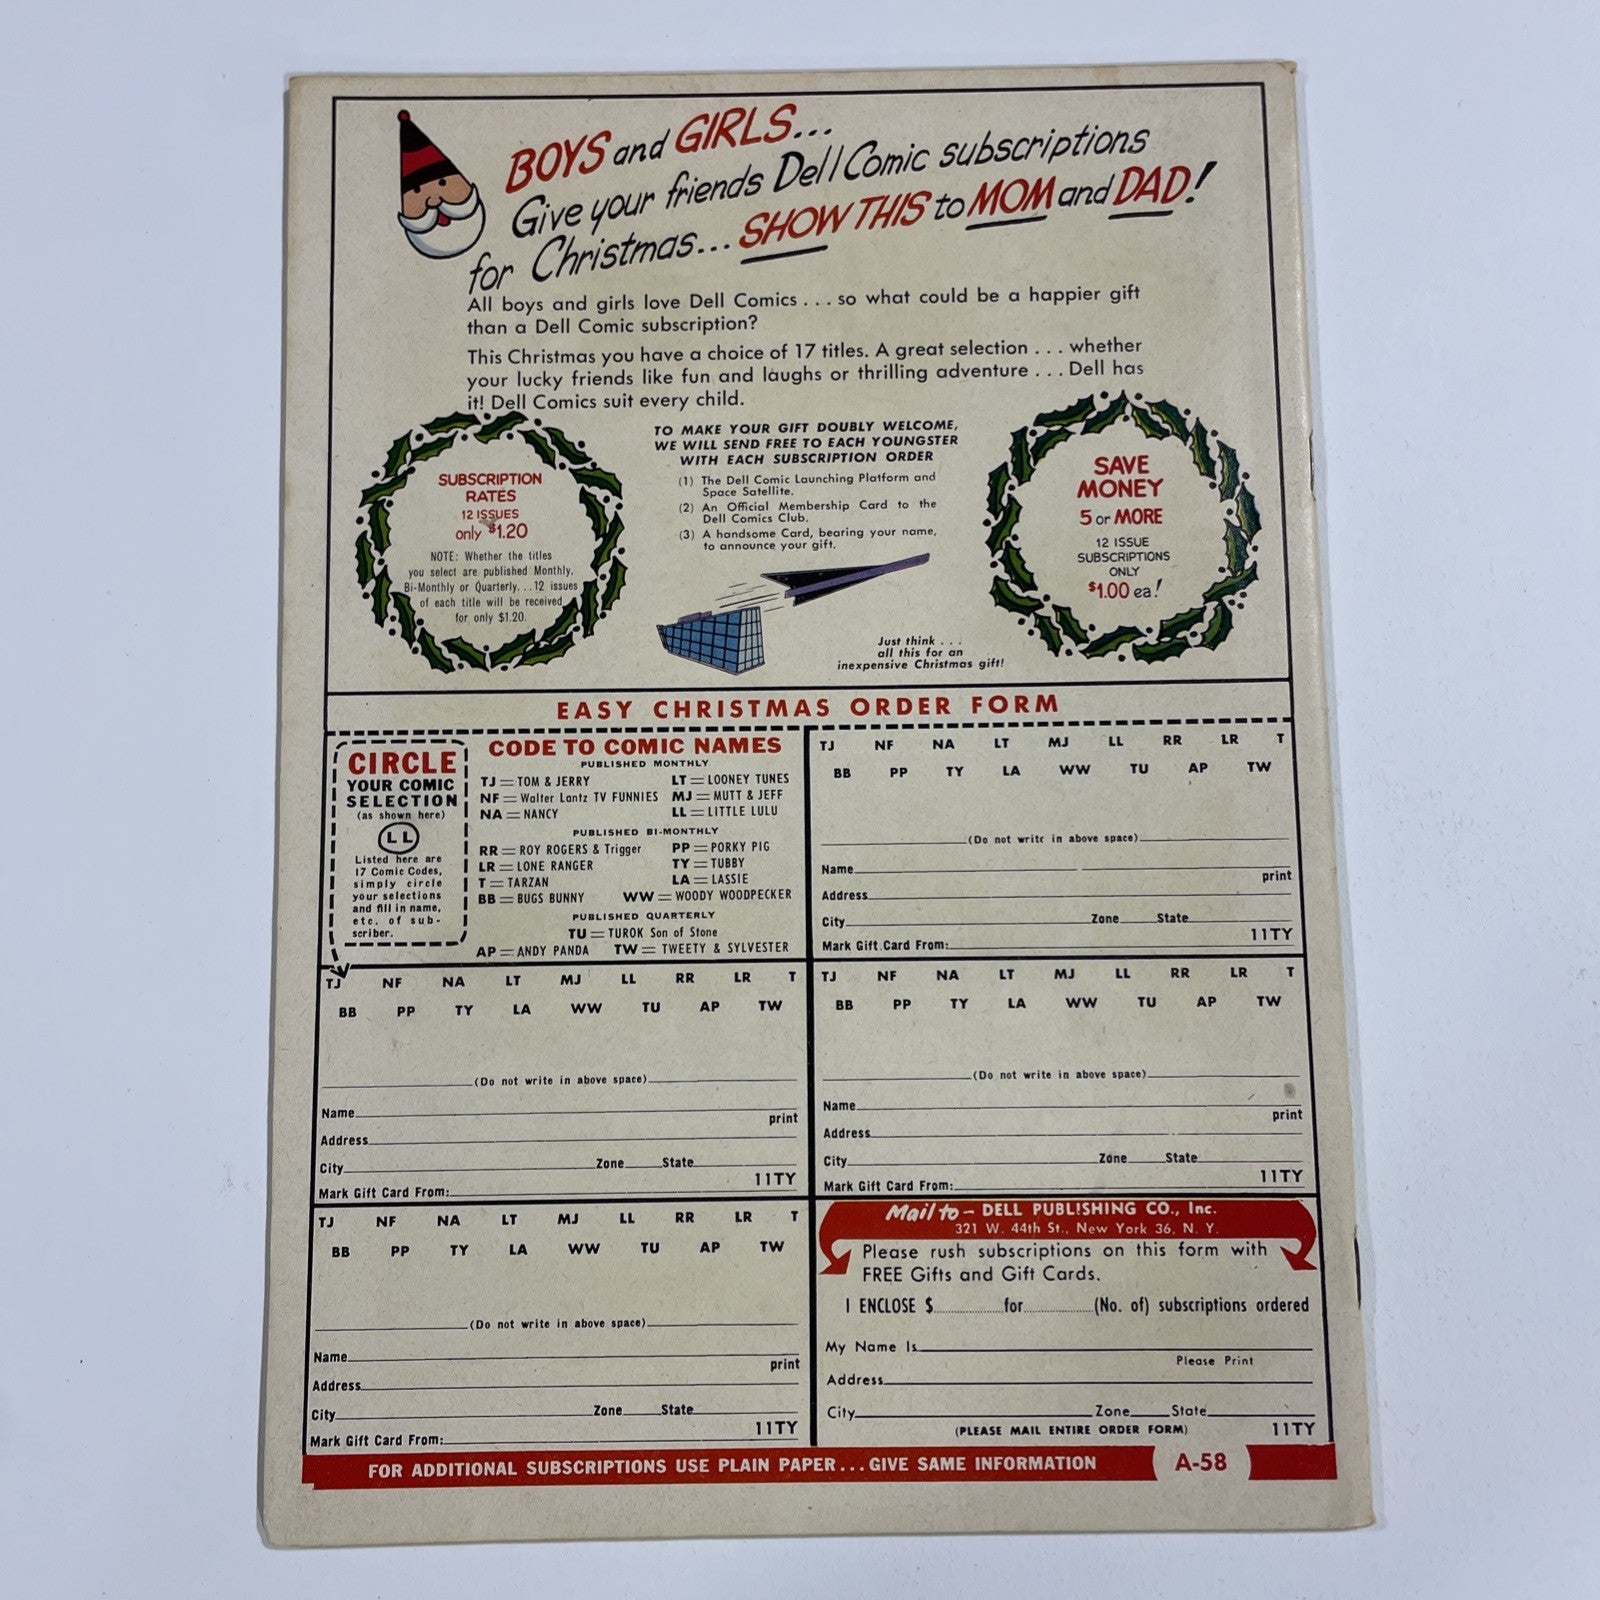 BOYS and GIRLS...
Give your friends Dell Comic subscriptions
for Christmas... SHOW THIS to MOM and DAD!
All boys and girls love Dell Comics . . . so what could be a happier gift
than a Dell Comic subscription?
This Christmas you have a choice of 17 titles. A great selection . . . whether
your lucky friends like fun and laughs or thrilling adventure . . . Dell has
it! Dell Comics suit every child.
SUBSCRIPTION
RATES
12 ISSUES
only $1.20
NOTE: Whether the titles
you select are published Monthly,
Bi-Monthly or Quarterly. . .12 issues
of each title will be received
for only $1.20.
TO MAKE YOUR GIFT DOUBLY WELCOME,
WE WILL SEND FREE TO EACH YOUNGSTER
WITH EACH SUBSCRIPTION ORDER
(1) The Dell Comic Launching Platform and
Space Satellite.
(2) An Official Membership Card to the
Dell Comics Club.
(3) A handsome Card, bearing your name,
to announce your gift.
Just think . . .
all this for an
inexpensive Christmas gift!
SAVE
MONEY
5 or MORE
12 ISSUE
SUBSCRIPTIONS
ONLY
$1.00 ea!
EASY CHRISTMAS ORDER FORM
CIRCLE
YOUR COMIC
SELECTION
(as shown here)
LL
Listed here are
17 Comic Codes,
simply circle
your selections
and fill in name,
etc. of sub-
scriber.
CODE TO COMIC NAMES
PUBLISHED MONTHLY
TJ = TOM & JERRY LT = LOONEY TUNES
NF = Walter Lantz TV FUNNIES MJ = MUTT & JEFF
NA = NANCY LL = LITTLE LULU
PUBLISHED BI-MONTHLY
RR = ROY ROGERS & Trigger PP = PORKY PIG
LR = LONE RANGER TY = TUBBY
T = TARZAN LA = LASSIE
BB = BUGS BUNNY WW = WOODY WOODPECKER
PUBLISHED QUARTERLY
TU = TUROK Son of Stone
AP = ANDY PANDA TW = TWEETY & SYLVESTER
TJ NF NA LT MJ LL RR LR T
BB PP TY LA WW TU AP TW
(Do not write in above space)
Name
print
Address
City Zone State
11TY
Mark Gift Card From:
TJ NF NA LT MJ LL RR LR T
BB PP TY LA WW TU AP TW
(Do not write in above space)
Name
print
Address
City Zone State
11TY
Mark Gift Card From:
TJ NF NA LT MJ LL RR LR T
BB PP TY LA WW TU AP TW
(Do not write in above space)
Name
print
Address
City Zone State
11TY
Mark Gift Card From:
TJ NF NA LT MJ LL RR LR T
BB PP TY LA WW TU AP TW
(Do not write in above space)
Name
print
Address
City Zone State
11TY
Mark Gift Card From:
Mail to – DELL PUBLISHING CO., Inc.
321 W. 44th St., New York 36, N. Y.
Please rush subscriptions on this form with
FREE Gifts and Gift Cards.
I ENCLOSE $ for (No. of) subscriptions ordered
My Name Is
Please Print
Address
City Zone State
(PLEASE MAIL ENTIRE ORDER FORM) 11TY
FOR ADDITIONAL SUBSCRIPTIONS USE PLAIN PAPER...GIVE SAME INFORMATION A-58